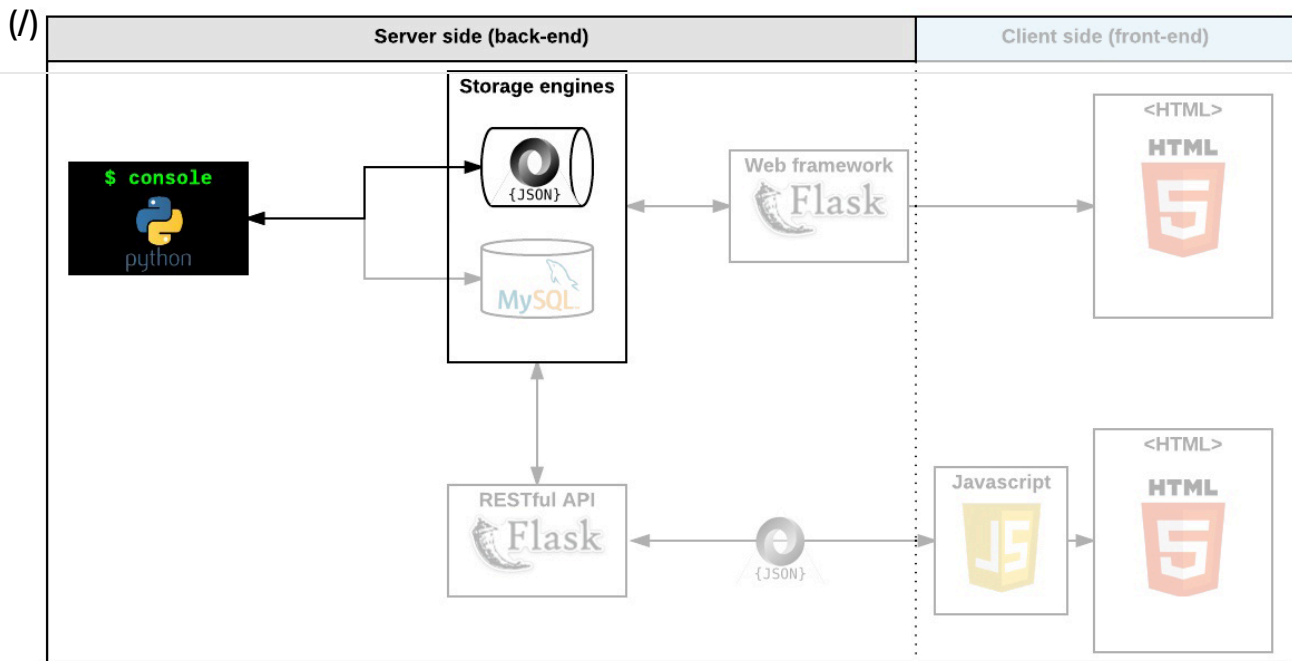 (/)
Server side (back-end)
Client side (front-end)
Storage engines
{JSON}
MySQL
$ console
python
Web framework
Flask
<HTML>
HTML
5
RESTful API
Flask
{JSON}
Javascript
JS
<HTML>
HTML
5